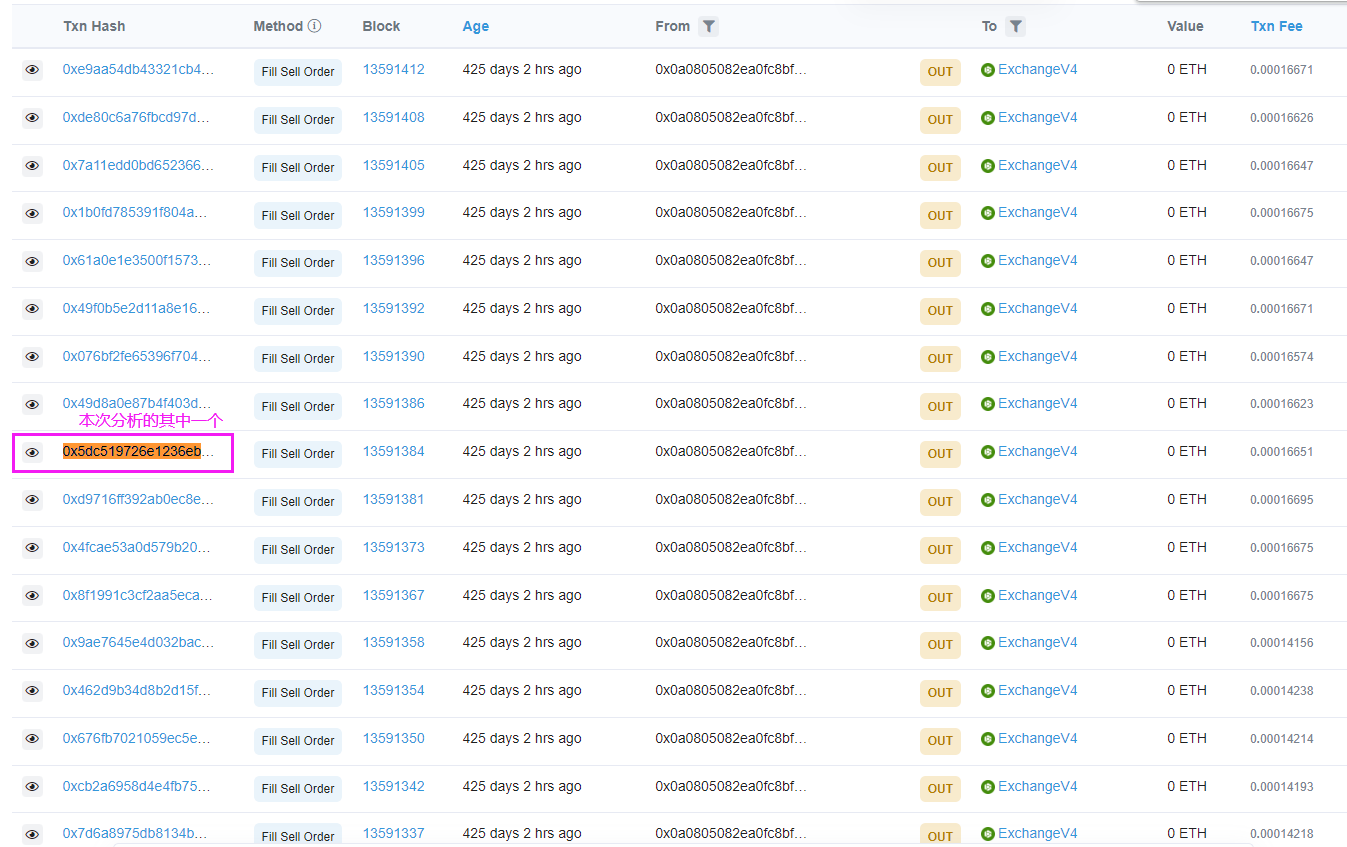 Txn Hash Method Block Age From To Value Txn Fee
0xe9aa54db43321cb4... Fill Sell Order 13591412 425 days 2 hrs ago 0x0a0805082ea0fc8bf... OUT ExchangeV4 0 ETH 0.00016671
0xde80c6a76fbcd97d... Fill Sell Order 13591408 425 days 2 hrs ago 0x0a0805082ea0fc8bf... OUT ExchangeV4 0 ETH 0.00016626
0x7a11edd0bd652366... Fill Sell Order 13591405 425 days 2 hrs ago 0x0a0805082ea0fc8bf... OUT ExchangeV4 0 ETH 0.00016647
0x1b0fd785391f804a... Fill Sell Order 13591399 425 days 2 hrs ago 0x0a0805082ea0fc8bf... OUT ExchangeV4 0 ETH 0.00016675
0x61a0e1e3500f1573... Fill Sell Order 13591396 425 days 2 hrs ago 0x0a0805082ea0fc8bf... OUT ExchangeV4 0 ETH 0.00016647
0x49f0b5e2d11a8e16... Fill Sell Order 13591392 425 days 2 hrs ago 0x0a0805082ea0fc8bf... OUT ExchangeV4 0 ETH 0.00016671
0x076bf2fe65396f704... Fill Sell Order 13591390 425 days 2 hrs ago 0x0a0805082ea0fc8bf... OUT ExchangeV4 0 ETH 0.00016574
0x49d8a0e87b4f403d... Fill Sell Order 13591386 425 days 2 hrs ago 0x0a0805082ea0fc8bf... OUT ExchangeV4 0 ETH 0.00016623
本次分析的其中一个
0x5dc519726e1236eb... Fill Sell Order 13591384 425 days 2 hrs ago 0x0a0805082ea0fc8bf... OUT ExchangeV4 0 ETH 0.00016651
0xd9716ff392ab0ec8e... Fill Sell Order 13591381 425 days 2 hrs ago 0x0a0805082ea0fc8bf... OUT ExchangeV4 0 ETH 0.00016695
0x4fcae53a0d579b20... Fill Sell Order 13591373 425 days 2 hrs ago 0x0a0805082ea0fc8bf... OUT ExchangeV4 0 ETH 0.00016675
0x8f1991c3cf2aa5eca... Fill Sell Order 13591367 425 days 2 hrs ago 0x0a0805082ea0fc8bf... OUT ExchangeV4 0 ETH 0.00016675
0x9ae7645e4d032bac... Fill Sell Order 13591358 425 days 2 hrs ago 0x0a0805082ea0fc8bf... OUT ExchangeV4 0 ETH 0.00014156
0x462d9b34d8b2d15f... Fill Sell Order 13591354 425 days 2 hrs ago 0x0a0805082ea0fc8bf... OUT ExchangeV4 0 ETH 0.00014238
0x676fb7021059ec5e... Fill Sell Order 13591350 425 days 2 hrs ago 0x0a0805082ea0fc8bf... OUT ExchangeV4 0 ETH 0.00014214
0xcb2a6958d4e4fb75... Fill Sell Order 13591342 425 days 2 hrs ago 0x0a0805082ea0fc8bf... OUT ExchangeV4 0 ETH 0.00014193
0x7d6a8975db8134b... Fill Sell Order 13591337 425 days 2 hrs ago 0x0a0805082ea0fc8bf... OUT ExchangeV4 0 ETH 0.00014218